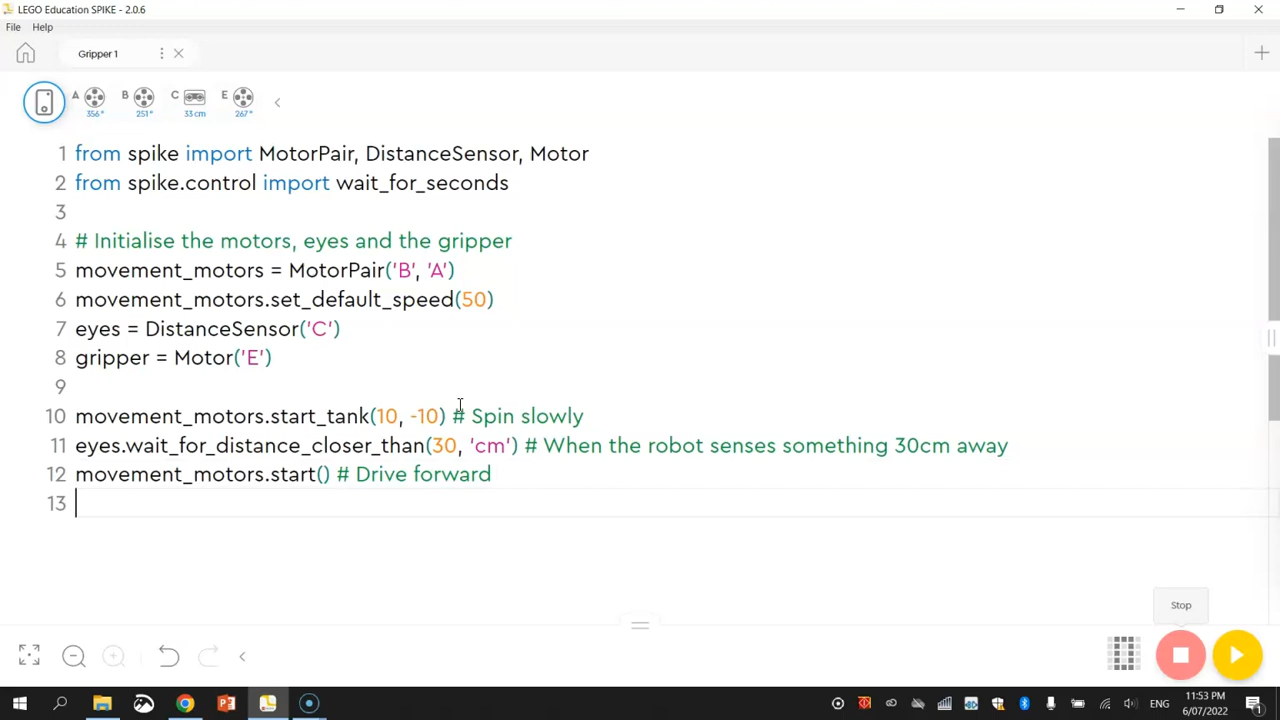 LEGO Education SPIKE - 2.0.6
File Help
Gripper 1
A B C E
356° 251° 33 cm 267°
1 from spike import MotorPair, DistanceSensor, Motor
2 from spike.control import wait_for_seconds
3
4 # Initialise the motors, eyes and the gripper
5 movement_motors = MotorPair('B', 'A')
6 movement_motors.set_default_speed(50)
7 eyes = DistanceSensor('C')
8 gripper = Motor('E')
9
10 movement_motors.start_tank(10, -10) # Spin slowly
11 eyes.wait_for_distance_closer_than(30, 'cm') # When the robot senses something 30cm away
12 movement_motors.start() # Drive forward
13
Stop
ENG
11:53 PM
6/07/2022
1